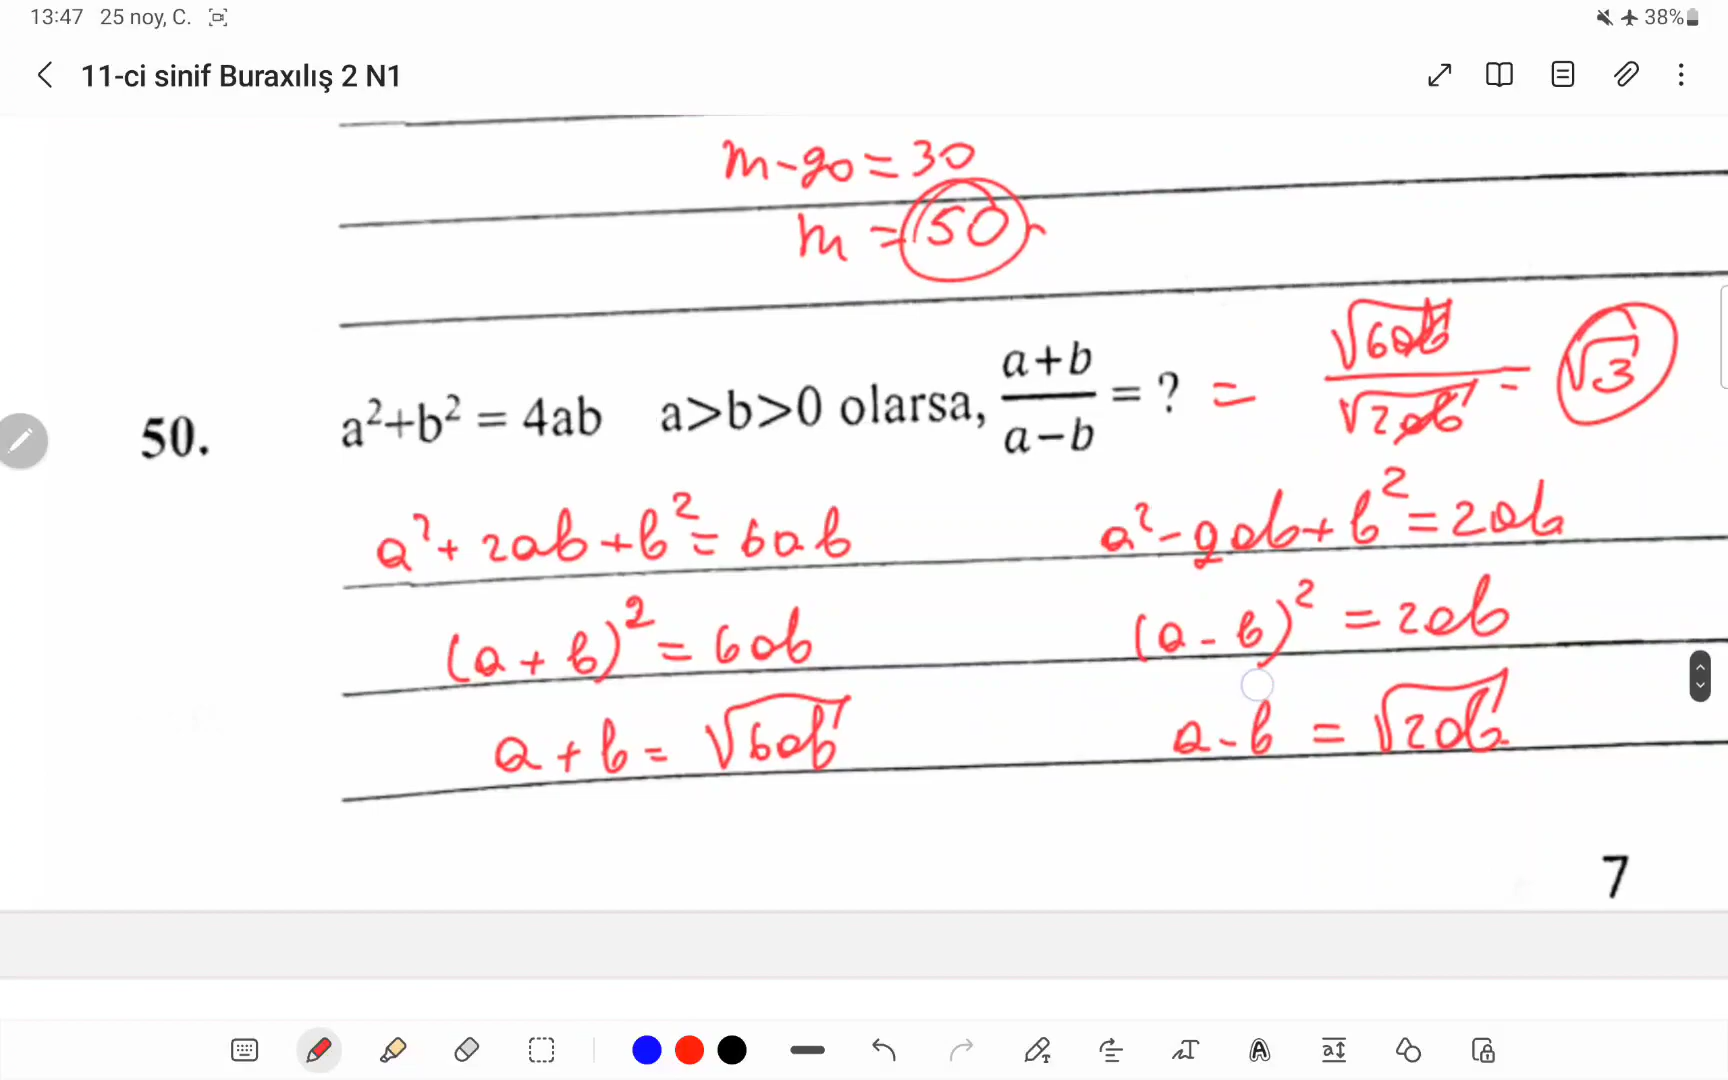 13:47 25 noy, C. 38%
11-ci sinif Buraxılış 2 N1
m - 20 = 30
m = 50
50. a²+b² = 4ab a>b>0 olarsa, (a+b)/(a−b) = ? = √6ab/√2ab = √3
a² + 2ab + b² = 6ab a² - 2ab + b² = 2ab
(a + b)² = 6ab (a - b)² = 2ab
a + b = √6ab a - b = √2ab
7